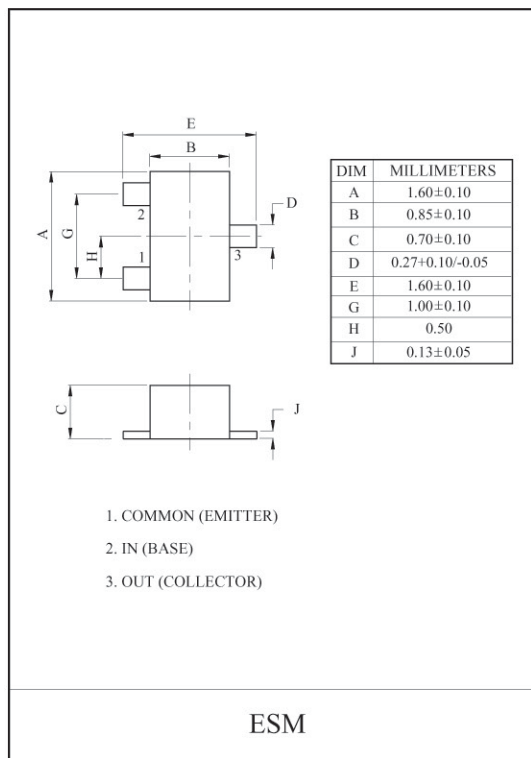 E
B
A
G
H
2
1
D
3
DIM MILLIMETERS
A 1.60±0.10
B 0.85±0.10
C 0.70±0.10
D 0.27+0.10/-0.05
E 1.60±0.10
G 1.00±0.10
H 0.50
J 0.13±0.05
C
J
1. COMMON (EMITTER)
2. IN (BASE)
3. OUT (COLLECTOR)
ESM